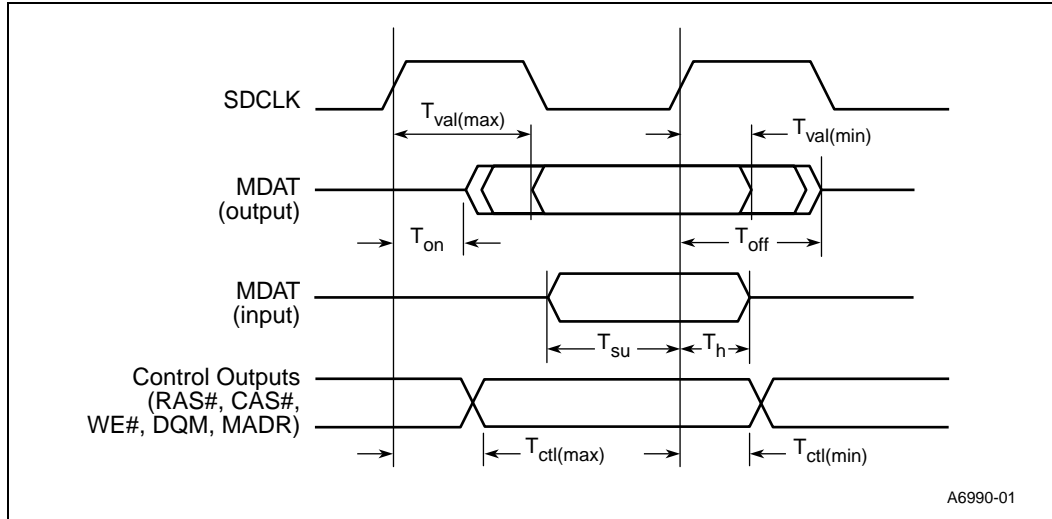 SDCLK
Tval(max)
Tval(min)
MDAT
(output)
Ton
Toff
MDAT
(input)
Tsu
Th
Control Outputs
(RAS#, CAS#,
WE#, DQM, MADR)
Tctl(max)
Tctl(min)
A6990-01